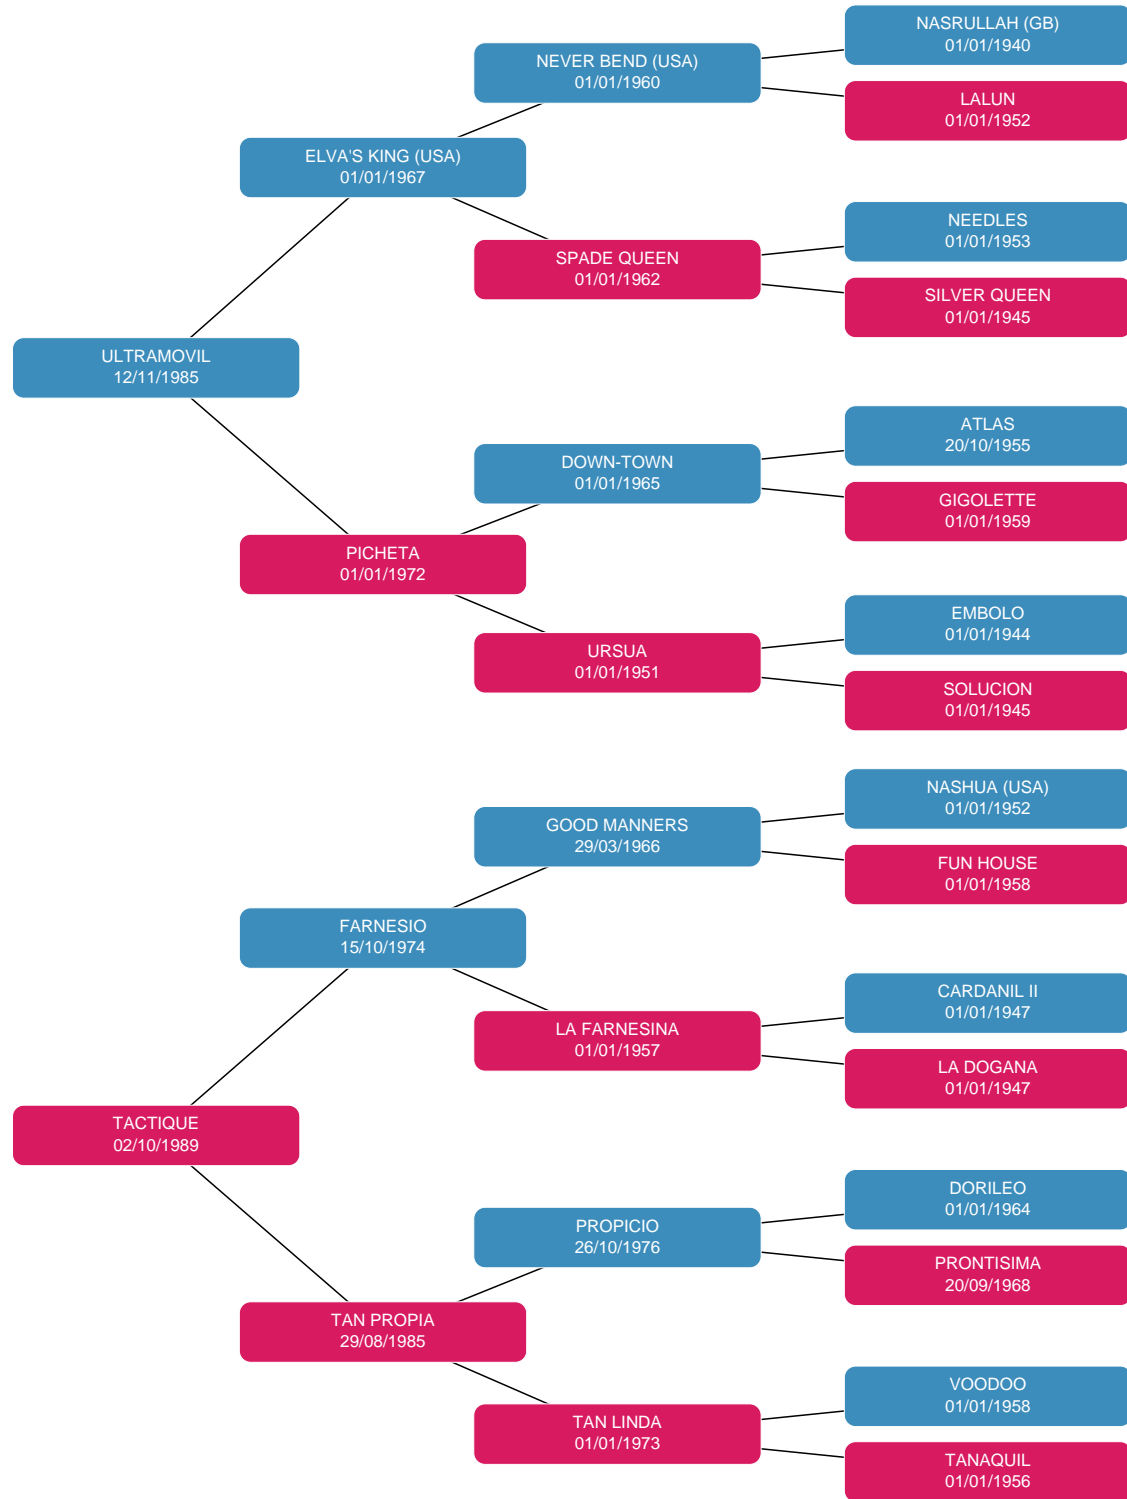 NASRULLAH (GB)
01/01/1940
NEVER BEND (USA)
01/01/1960
LALUN
01/01/1952
ELVA'S KING (USA)
01/01/1967
NEEDLES
01/01/1953
SPADE QUEEN
01/01/1962
SILVER QUEEN
01/01/1945
ULTRAMOVIL
12/11/1985
ATLAS
20/10/1955
DOWN-TOWN
01/01/1965
GIGOLETTE
01/01/1959
PICHETA
01/01/1972
EMBOLO
01/01/1944
URSUA
01/01/1951
SOLUCION
01/01/1945
NASHUA (USA)
01/01/1952
GOOD MANNERS
29/03/1966
FUN HOUSE
01/01/1958
FARNESIO
15/10/1974
CARDANIL II
01/01/1947
LA FARNESINA
01/01/1957
LA DOGANA
01/01/1947
TACTIQUE
02/10/1989
DORILEO
01/01/1964
PROPICIO
26/10/1976
PRONTISIMA
20/09/1968
TAN PROPIA
29/08/1985
VOODOO
01/01/1958
TAN LINDA
01/01/1973
TANAQUIL
01/01/1956